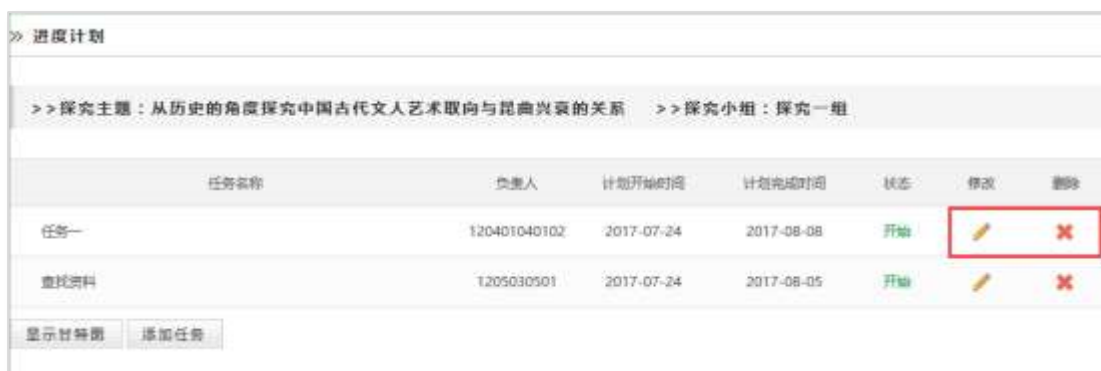 » 进度计划
>>探究主题：从历史的角度探究中国古代文人艺术取向与昆曲兴衰的关系 >>探究小组：探究一组
任务名称 负责人 计划开始时间 计划完成时间 状态 修改 删除
任务一 120401040102 2017-07-24 2017-08-08 开始
查找资料 1205030501 2017-07-24 2017-08-05 开始
显示甘特图 添加任务